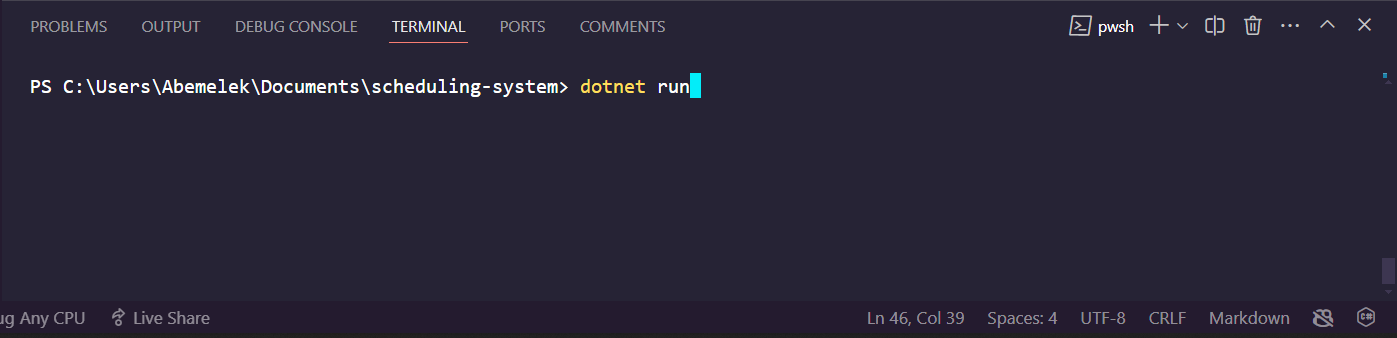 PROBLEMS OUTPUT DEBUG CONSOLE TERMINAL PORTS COMMENTS pwsh
PS C:\Users\Abemelek\Documents\scheduling-system> dotnet run
ug Any CPU Live Share Ln 46, Col 39 Spaces: 4 UTF-8 CRLF Markdown C#